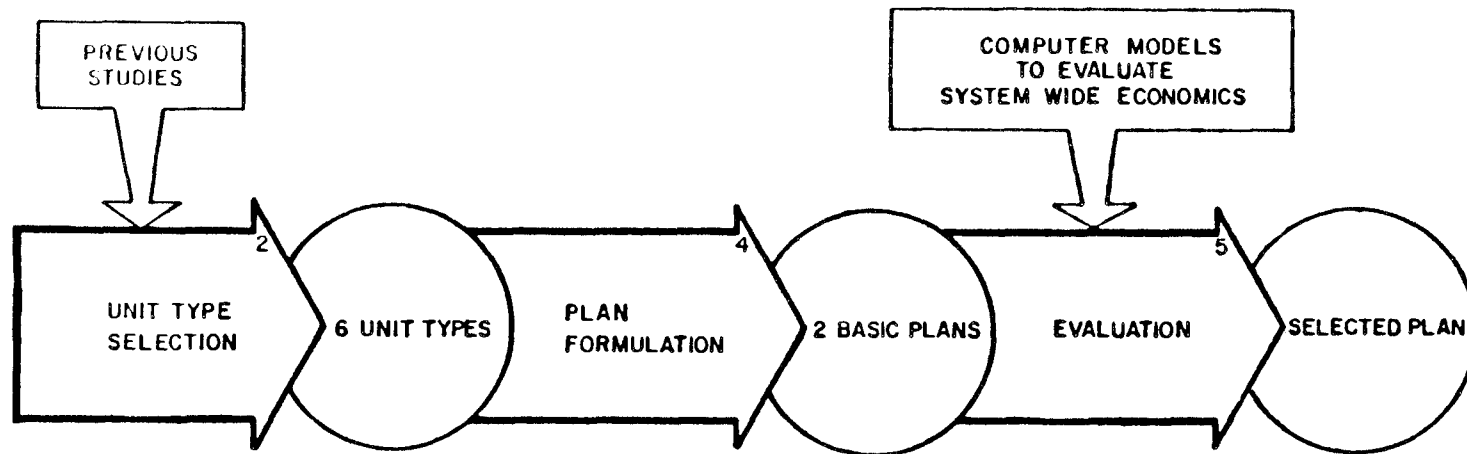 PREVIOUS
STUDIES
COMPUTER MODELS
TO EVALUATE
SYSTEM WIDE ECONOMICS
2
UNIT TYPE
SELECTION
6 UNIT TYPES
4
PLAN
FORMULATION
2 BASIC PLANS
5
EVALUATION
SELECTED PLAN